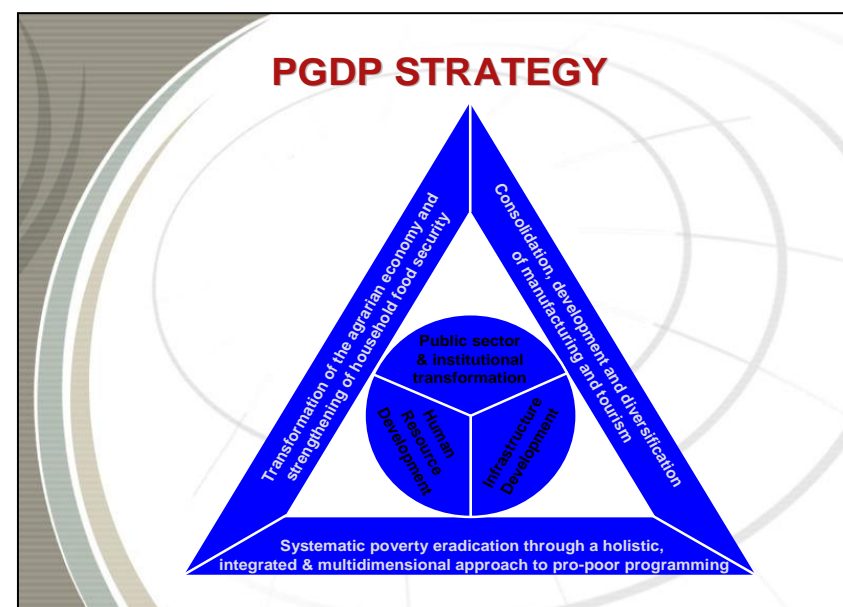 PGDP STRATEGY
Transformation of the agrarian economy and
strengthening of household food security
Consolidation, development and diversification
of manufacturing and tourism
Public sector
& institutional
transformation
Human
Resource
Development
Infrastructure
Development
Systematic poverty eradication through a holistic,
integrated & multidimensional approach to pro-poor programming